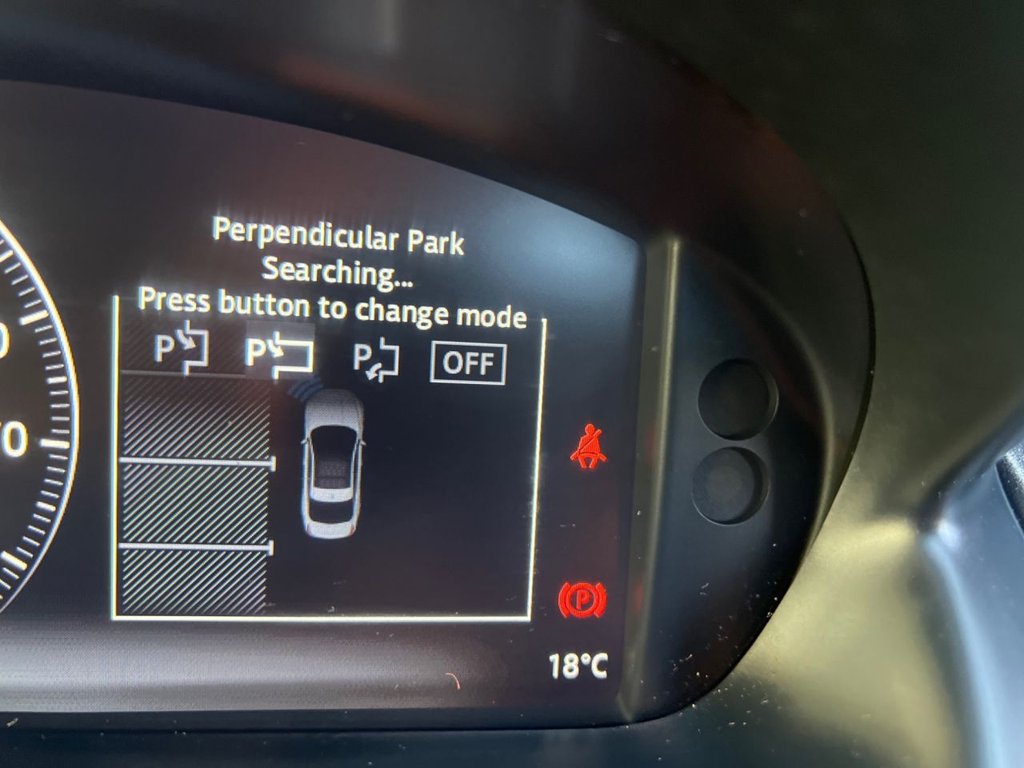 Perpendicular Park
Searching...
Press button to change mode
P P P OFF
P
18°C